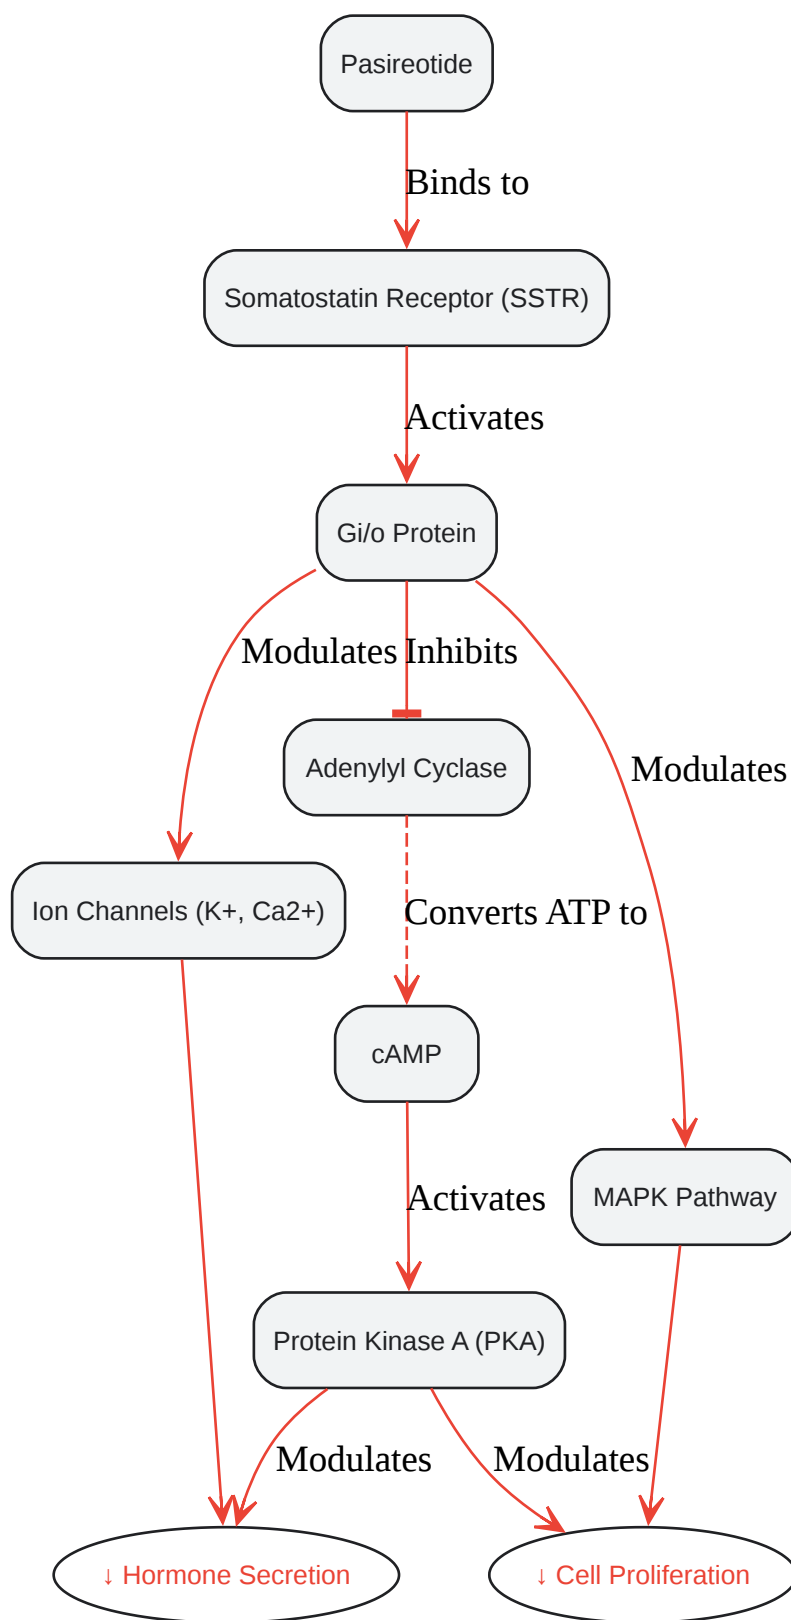 Pasireotide
Binds to
Somatostatin Receptor (SSTR)
Activates
Gi/o Protein
Modulates
Inhibits
Adenylyl Cyclase
Modulates
Ion Channels (K+, Ca2+)
Converts ATP to
cAMP
Activates
MAPK Pathway
Protein Kinase A (PKA)
Modulates
Modulates
↓ Hormone Secretion
↓ Cell Proliferation